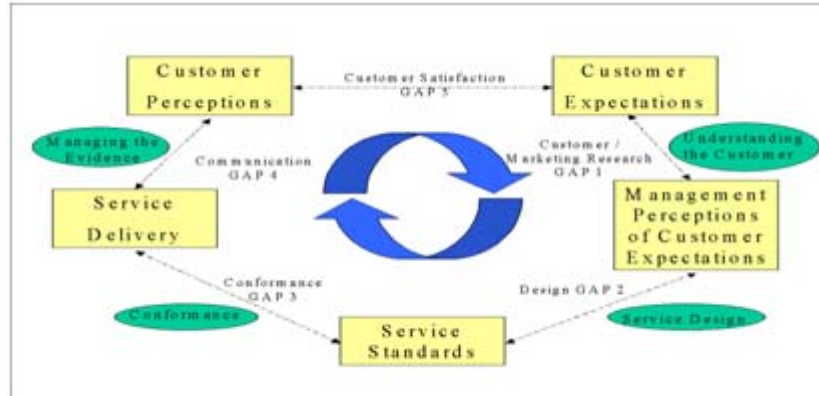 Customer
Perceptions
Customer Satisfaction
GAP 5
Customer
Expectations
Managing the
Evidence
Communication
GAP 4
Customer /
Marketing Research
GAP 1
Understanding
the Customer
Service
Delivery
Management
Perceptions
of Customer
Expectations
Conformance
GAP 3
Design GAP 2
Conformance
Service Design
Service
Standards